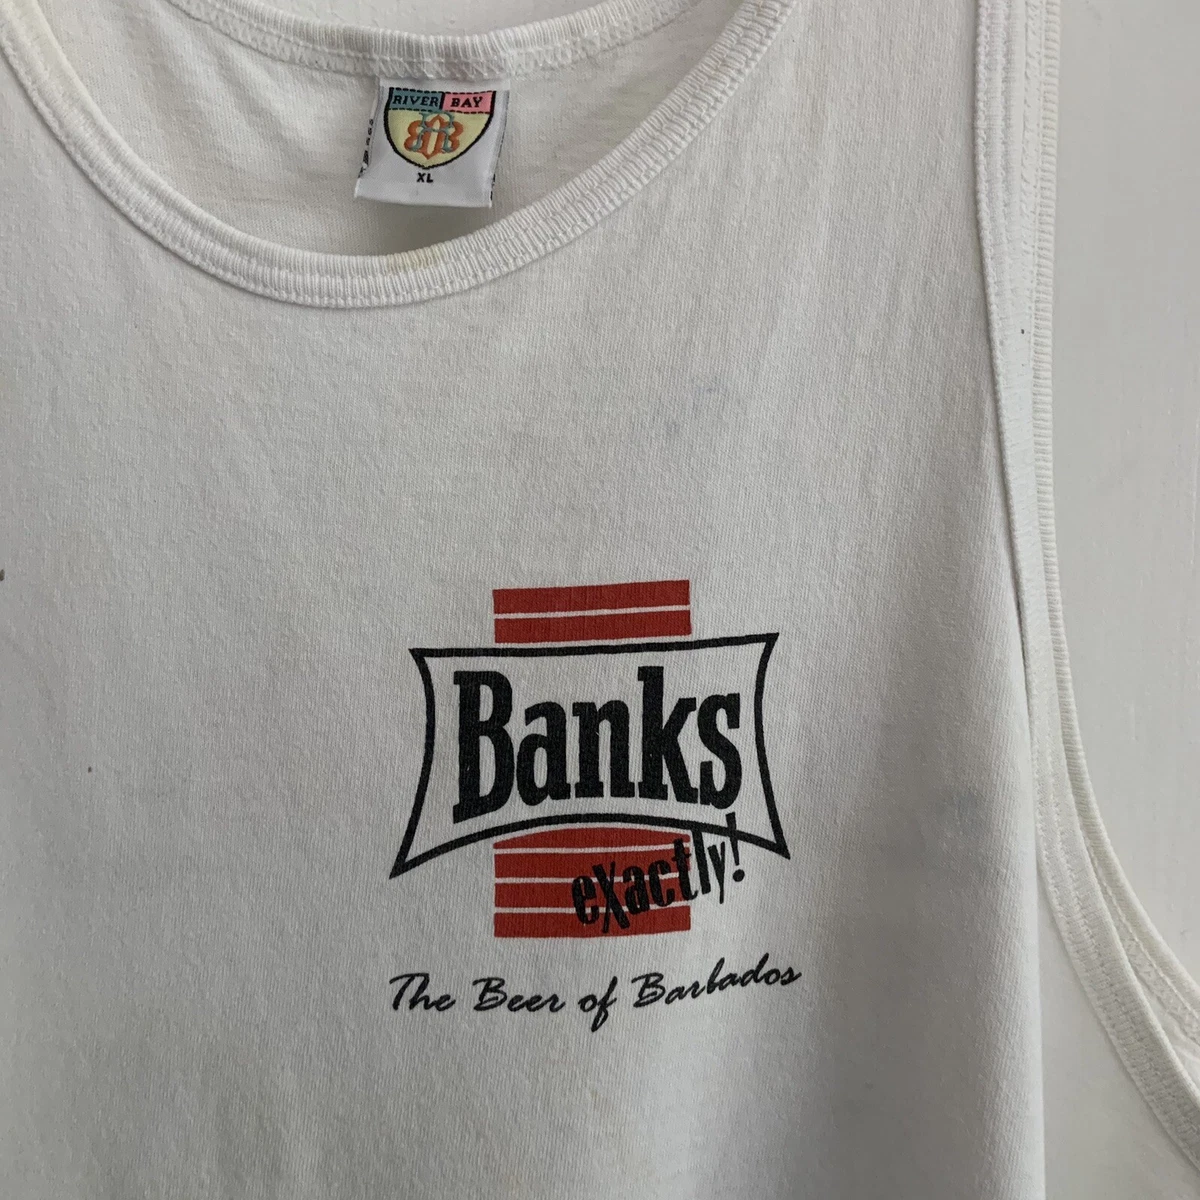 RIVER BAY
XL
Banks
exactly!
The Beer of Barbados